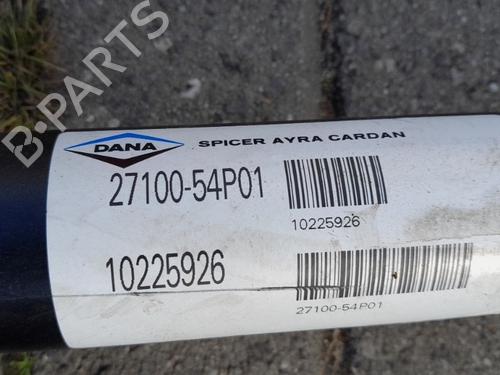 B-PARTS
DANA
SPICER AYRA CARDAN
27100-54P01
10225926
10225926
27100-54P01